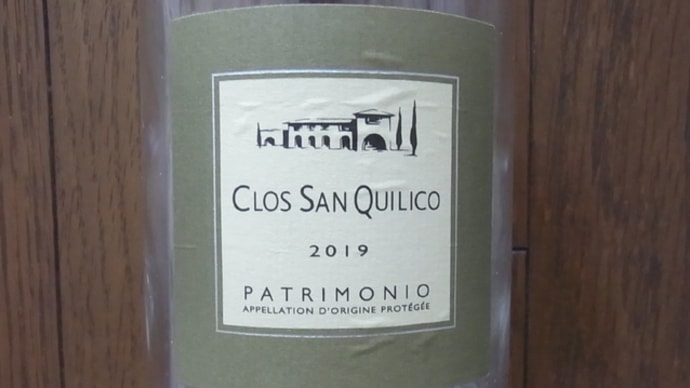 CLOS SAN QUILICO
2019
PATRIMONIO
APPELLATION D'ORIGINE PROTÉGÉE